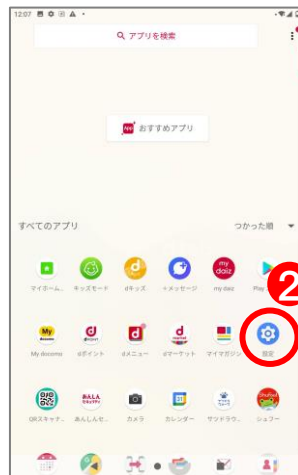 12:07
アプリを検索
App おすすめアプリ
すべてのアプリ つかった順
マイホーム. キッズモード dキッズ +メッセージ my daiz Play
2
My docomo dポイント dメニュー dマーケット マイマガジン 設定
QRスキャナ.. あんしんセ.. カメラ カレンダー サウンドウ.. シュフー